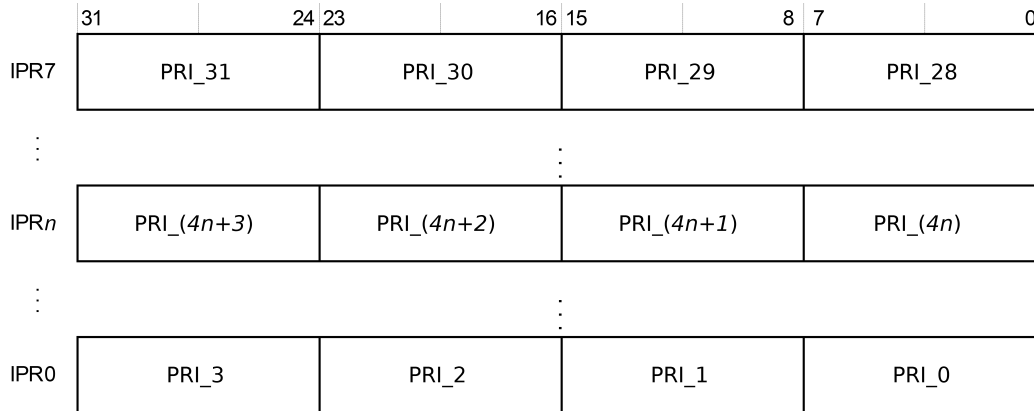 31 24 23 16 15 8 7 0
IPR7 PRI_31 PRI_30 PRI_29 PRI_28
⋮ ⋮
IPRn PRI_(4n+3) PRI_(4n+2) PRI_(4n+1) PRI_(4n)
⋮ ⋮
IPR0 PRI_3 PRI_2 PRI_1 PRI_0